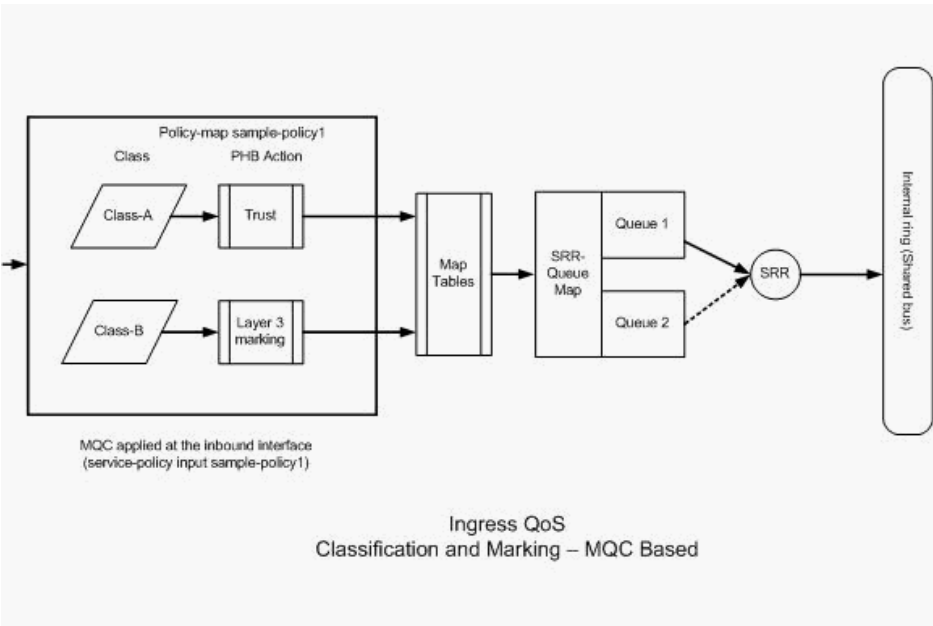 Policy-map sample-policy1
Class
PHB Action
Class-A
Trust
Class-B
Layer 3
marking
Map
Tables
SRR-
Queue
Map
Queue 1
Queue 2
SRR
Internal ring (Shared bus)
MQC applied at the inbound interface
(service-policy input sample-policy1)
Ingress QoS
Classification and Marking – MQC Based